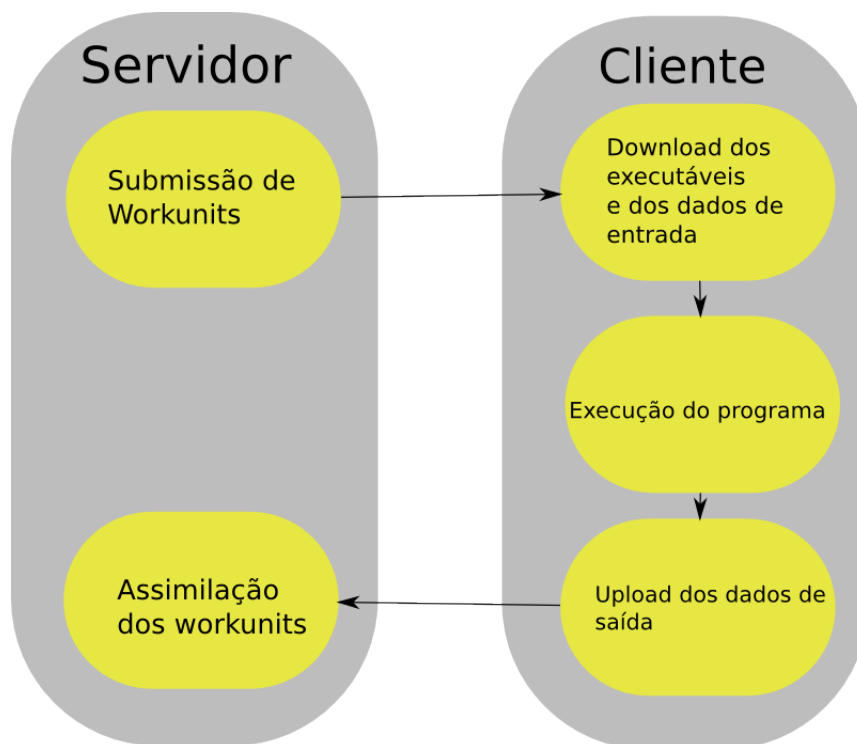 Servidor
Submissão de
Workunits
Assimilação
dos workunits
Cliente
Download dos
executáveis
e dos dados de
entrada
Execução do programa
Upload dos dados de
saída